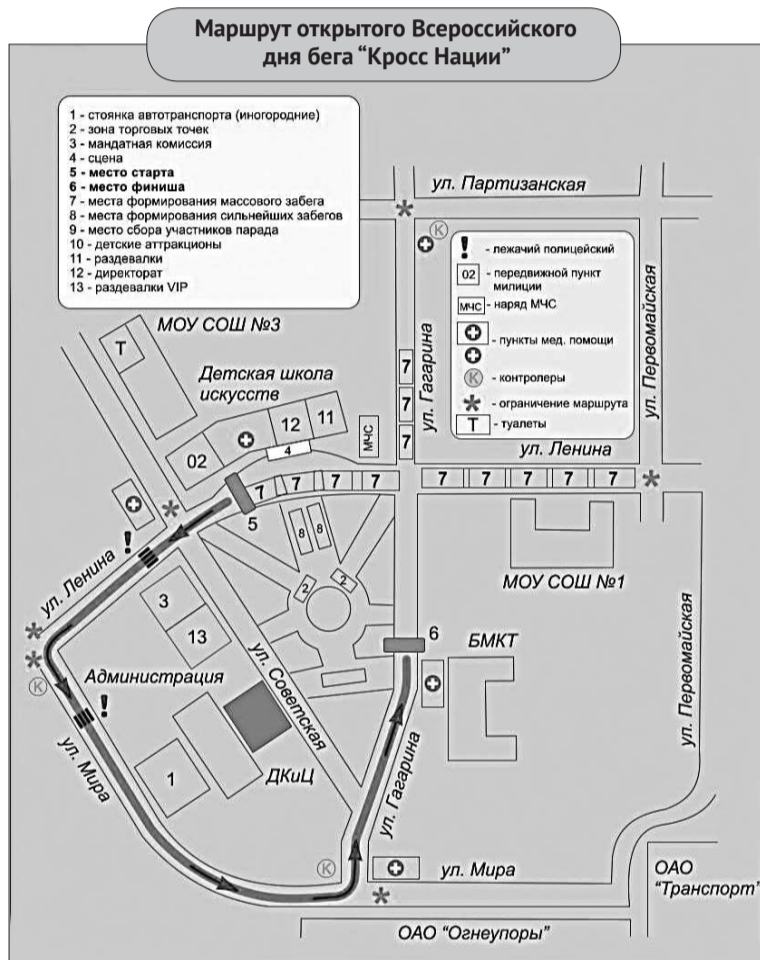 Маршрут открытого Всероссийского
дня бега “Кросс Нации”
1 - стоянка автотранспорта (иногородние)
2 - зона торговых точек
3 - мандатная комиссия
4 - сцена
5 - место старта
6 - место финиша
7 - места формирования массового забега
8 - места формирования сильнейших забегов
9 - место сбора участников парада
10 - детские аттракционы
11 - раздевалки
12 - директорат
13 - раздевалки VIP
ул. Партизанская
К
! - лежачий полицейский
02 - передвижной пункт
милиции
МЧС - наряд МЧС
- пункты мед. помощи
К - контролеры
- ограничение маршрута
Т - туалеты
ул. Первомайская
ул. Гагарина
МОУ СОШ №3
Т
Детская школа
искусств
7
7
7
02
12
11
4
МЧС
ул. Ленина
7
7
7
7
7
7
7
7
7
5
8
8
2
2
МОУ СОШ №1
!
ул. Ленина
3
13
6
БМКТ
ул. Советская
Администрация
К
!
ул. Мира
1
ДКиЦ
ул. Гагарина
ул. Первомайская
К
ул. Мира
ОАО
“Транспорт”
ОАО “Огнеупоры”